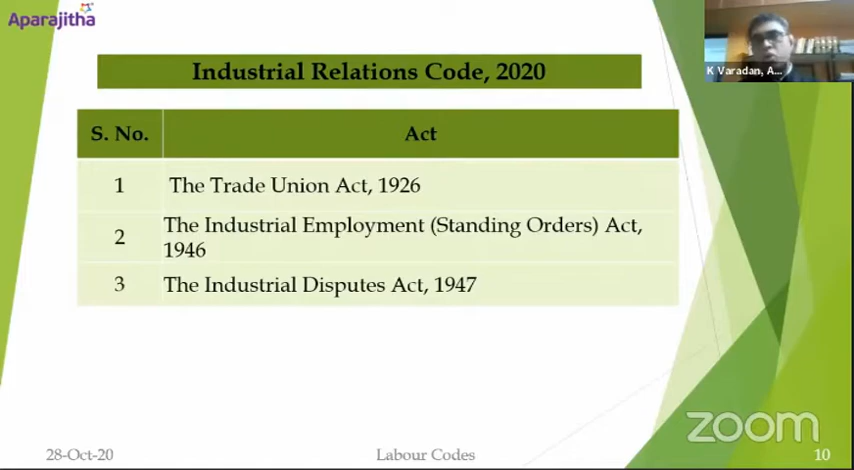 Aparajitha
K Varadan, A...
Industrial Relations Code, 2020
S. No. Act
1 The Trade Union Act, 1926
2 The Industrial Employment (Standing Orders) Act,
1946
3 The Industrial Disputes Act, 1947
zoom
28-Oct-20 Labour Codes 10